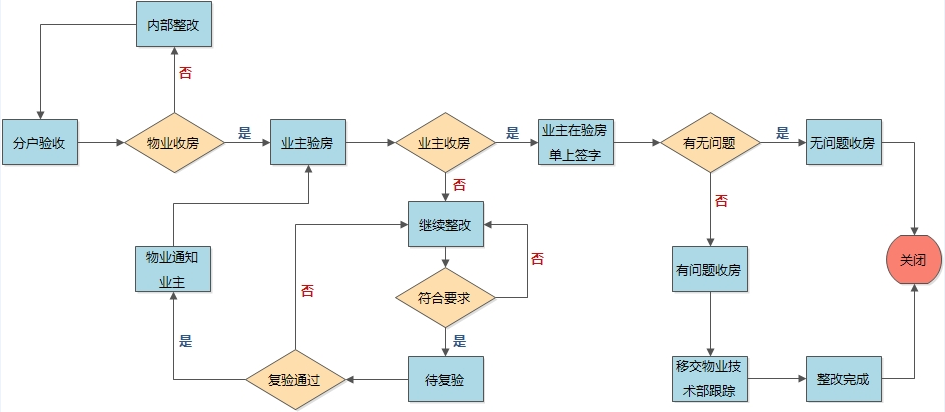 内部整改
否
分户验收
物业收房
是
业主验房
业主收房
是
业主在验房
单上签字
有无问题
是
无问题收房
否
继续整改
否
物业通知
业主
否
符合要求
否
有问题收房
关闭
是
是
复验通过
待复验
移交物业技
术部跟踪
整改完成